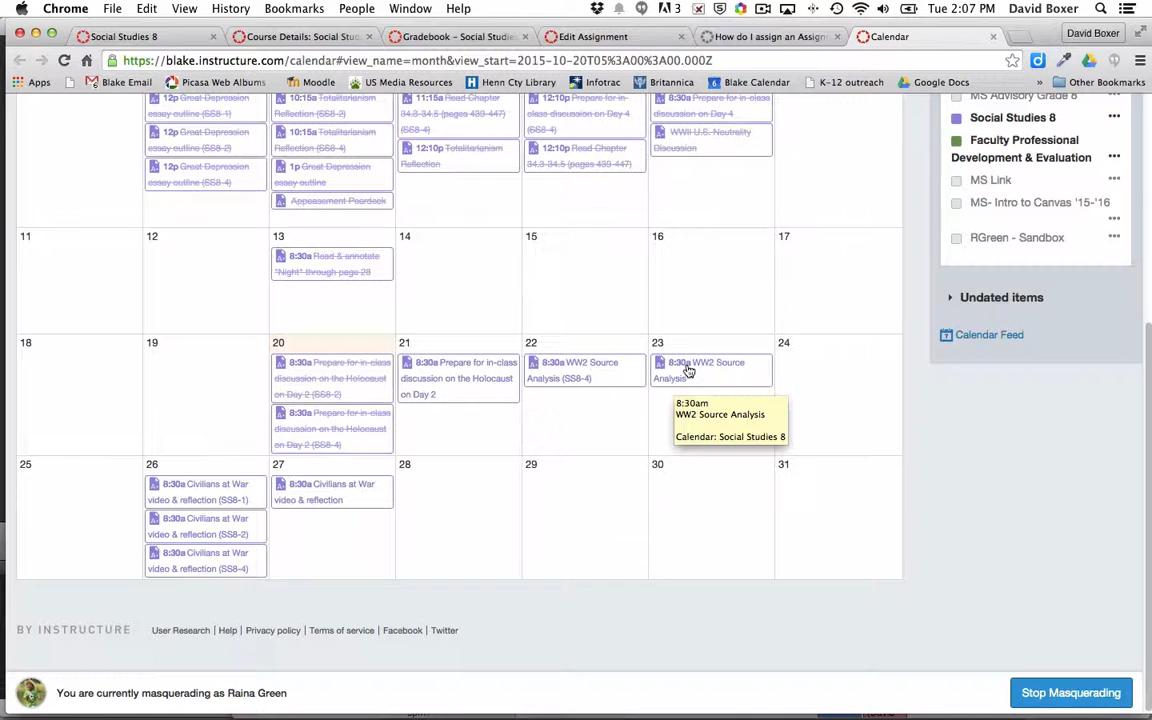 Chrome File Edit View History Bookmarks People Window Help 3 Tue 2:07 PM David Boxer
Social Studies 8 Course Details: Social Stud Gradebook – Social Studies Edit Assignment How do I assign an Assignm Calendar David Boxer
https://blake.instructure.com/calendar#view_name=month&view_start=2015-10-20T05%3A00%3A00.000Z
Apps Blake Email Picasa Web Albums Moodle US Media Resources Henn Cty Library Infotrac Britannica Blake Calendar K-12 outreach Google Docs » Other Bookmarks
12p Great Depression
essay outline (SS8-1)
12p Great Depression
essay outline (SS8-2)
12p Great Depression
essay outline (SS8-4)
10:15a Totalitarianism
Reflection (SS8-2)
10:15a Totalitarianism
Reflection (SS8-4)
1p Great Depression
essay outline
Appeasement Peardeck
11:15a Read Chapter
34.3-34.5 (pages 439-447)
(SS8-4)
12:10p Totalitarianism
Reflection
12:10p Prepare for in-
class discussion on Day 4
(SS8-4)
12:10p Read Chapter
34.3-34.5 (pages 439-447)
8:30a Prepare for in-class
discussion on Day 4
WWII U.S. Neutrality
Discussion
11 12 13 14 15 16 17
8:30a Read & annotate
"Night" through page 28
18 19 20 21 22 23 24
8:30a Prepare for in-class
discussion on the Holocaust
on Day 2 (SS8-2)
8:30a Prepare for in-class
discussion on the Holocaust
on Day 2 (SS8-4)
8:30a Prepare for in-class
discussion on the Holocaust
on Day 2
8:30a WW2 Source
Analysis (SS8-4)
8:30a WW2 Source
Analysis
8:30am
WW2 Source Analysis
Calendar: Social Studies 8
25 26 27 28 29 30 31
8:30a Civilians at War
video & reflection (SS8-1)
8:30a Civilians at War
video & reflection (SS8-2)
8:30a Civilians at War
video & reflection (SS8-4)
8:30a Civilians at War
video & reflection
MS Advisory Grade 8
Social Studies 8
Faculty Professional
Development & Evaluation
MS Link
MS- Intro to Canvas '15-'16
RGreen - Sandbox
Undated items
Calendar Feed
BY INSTRUCTURE User Research Help Privacy policy Terms of service Facebook Twitter
You are currently masquerading as Raina Green Stop Masquerading